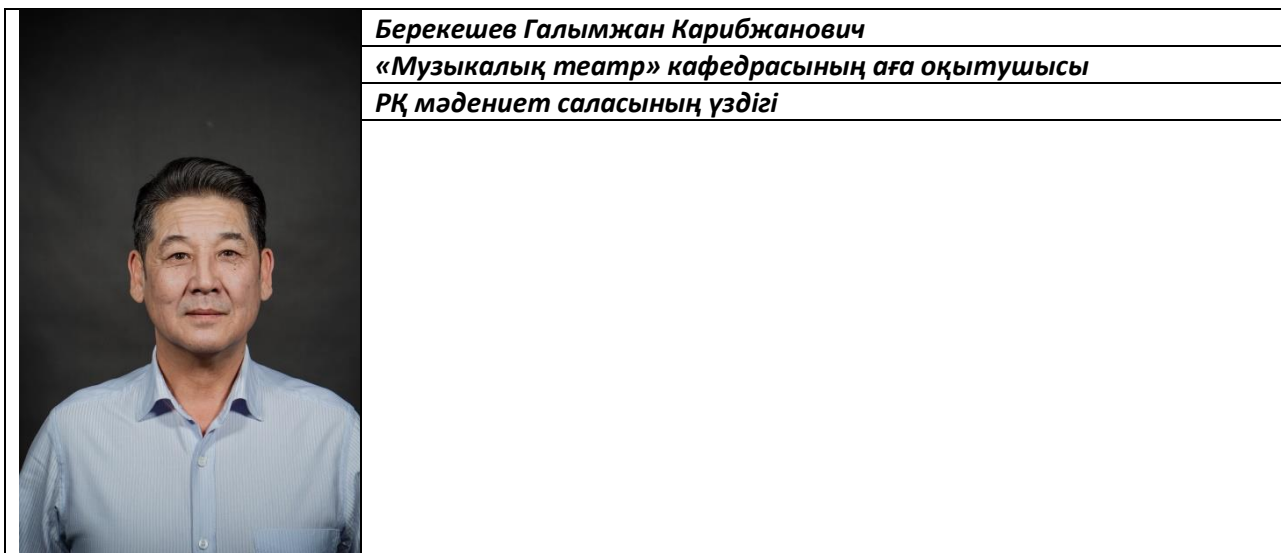 Берекешев Галымжан Карибжанович
«Музыкалық театр» кафедрасының аға оқытушысы
РҚ мәдениет саласының үздігі